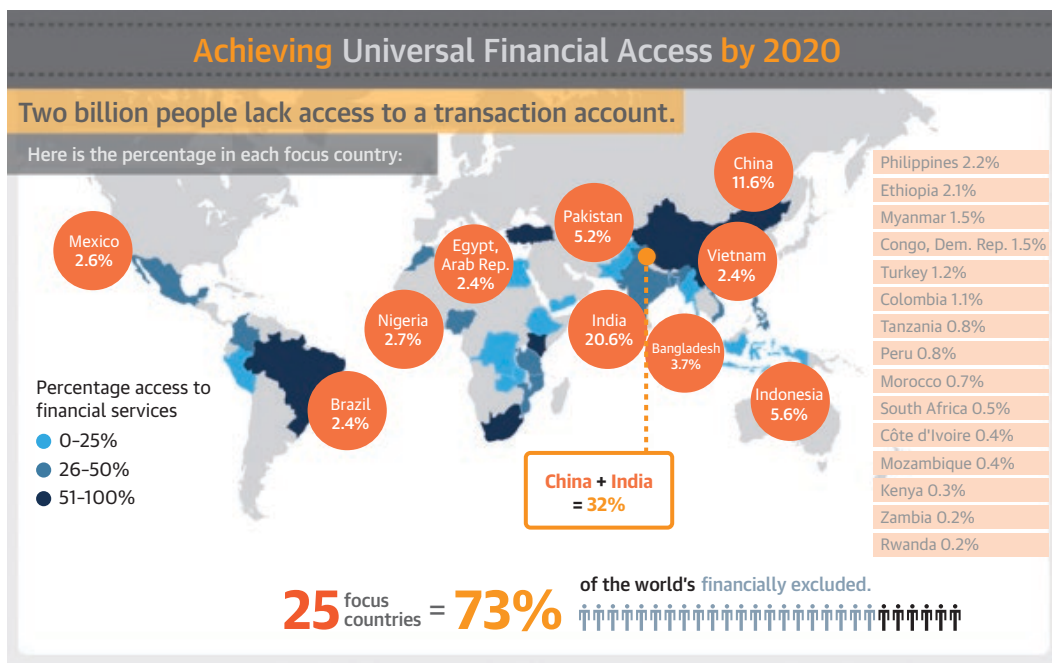 Achieving Universal Financial Access by 2020
Two billion people lack access to a transaction account.
Here is the percentage in each focus country:
China
11.6%
Pakistan
5.2%
Mexico
2.6%
Egypt,
Arab Rep.
2.4%
Vietnam
2.4%
Nigeria
2.7%
India
20.6%
Bangladesh
3.7%
Brazil
2.4%
Indonesia
5.6%
Philippines 2.2%
Ethiopia 2.1%
Myanmar 1.5%
Congo, Dem. Rep. 1.5%
Turkey 1.2%
Colombia 1.1%
Tanzania 0.8%
Peru 0.8%
Morocco 0.7%
South Africa 0.5%
Côte d'Ivoire 0.4%
Mozambique 0.4%
Kenya 0.3%
Zambia 0.2%
Rwanda 0.2%
Percentage access to
financial services
0-25%
26-50%
51-100%
China + India
= 32%
25 focus
countries = 73%
of the world's financially excluded.